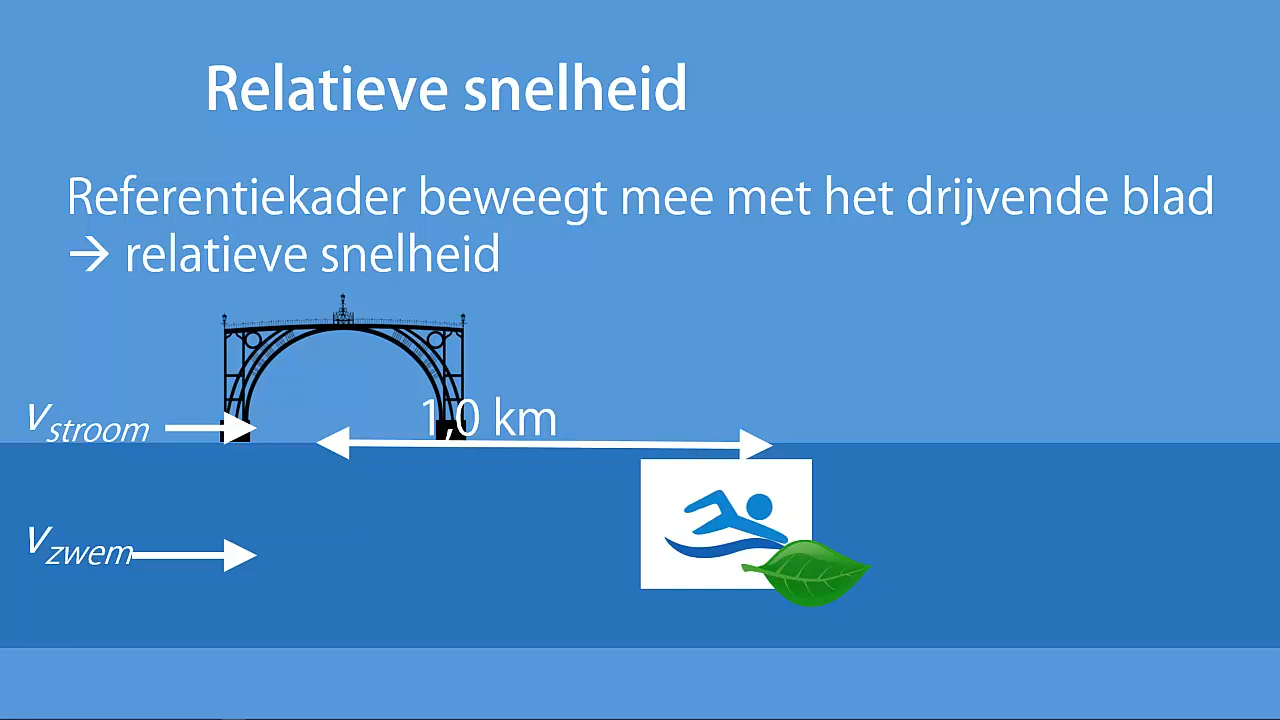 Relatieve snelheid
Referentiekader beweegt mee met het drijvende blad
→ relatieve snelheid
1,0 km
vstroom
vzwem